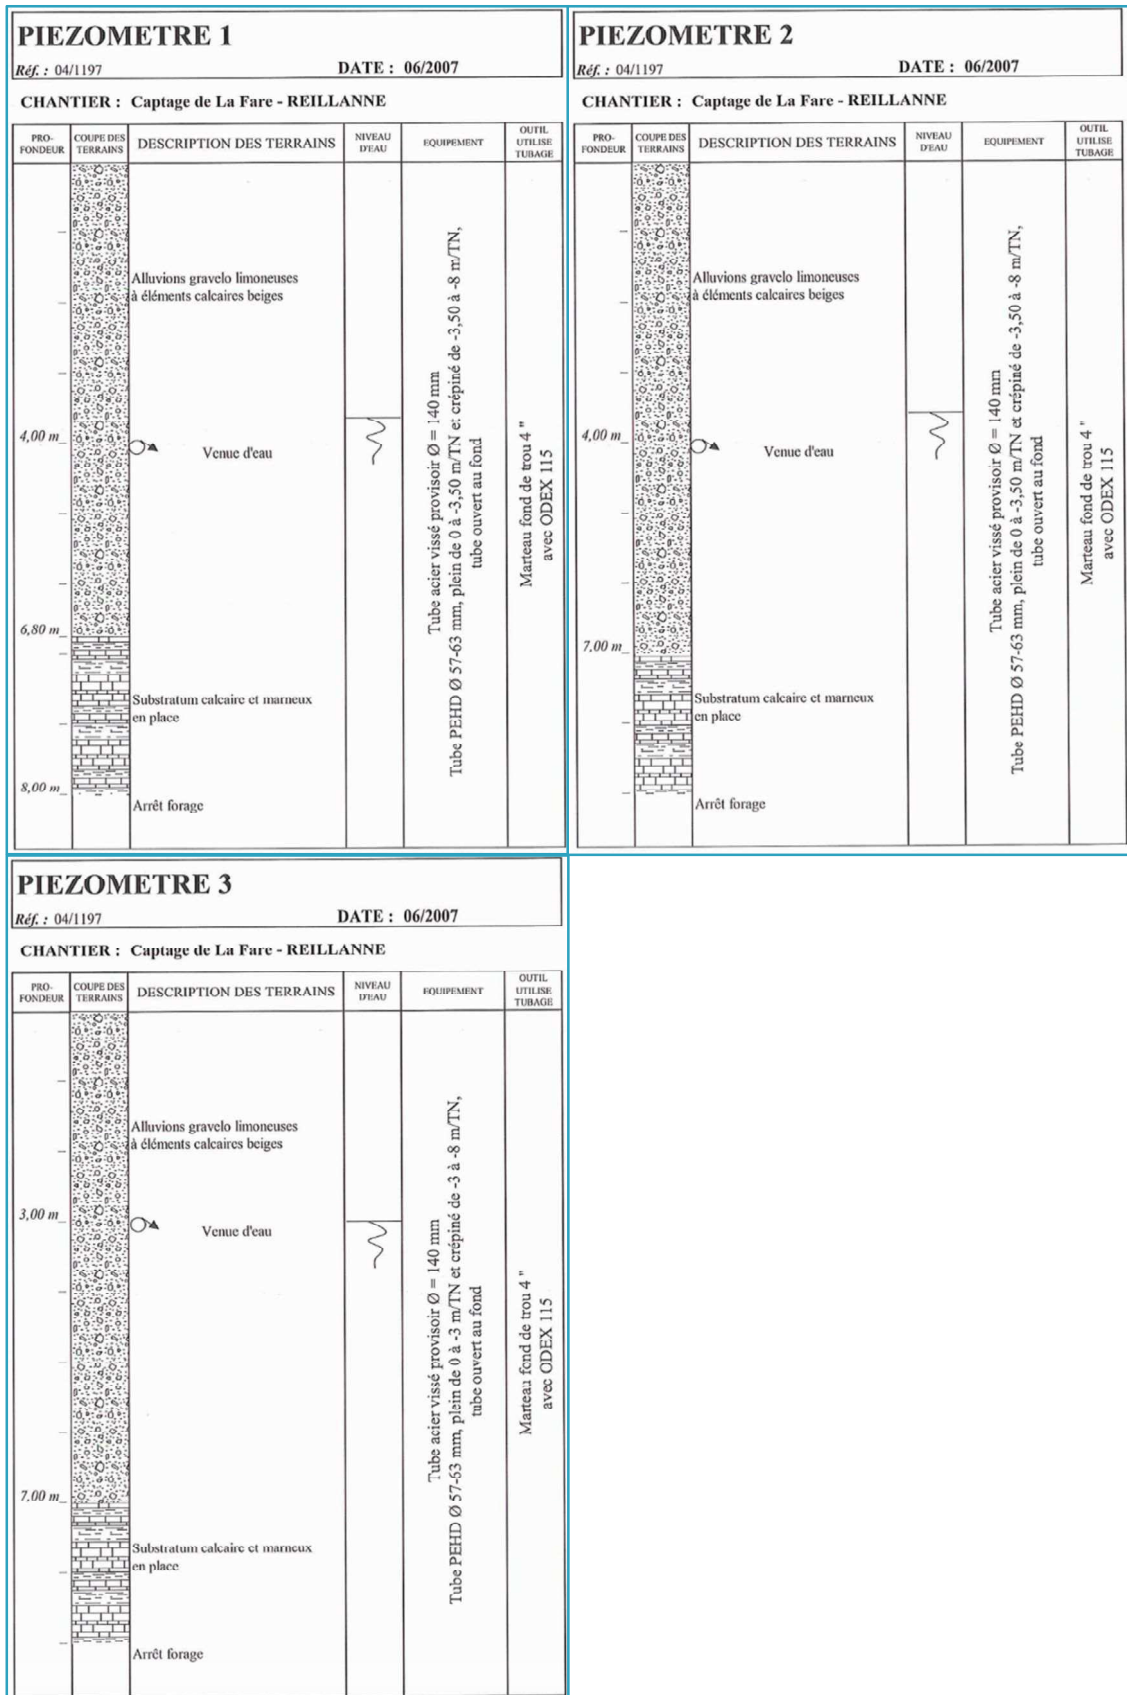 PIEZOMETRE 1
Réf. : 04/1197 DATE : 06/2007
CHANTIER : Captage de La Fare - REILLANNE
PRO-
FONDEUR
COUPE DES
TERRAINS
DESCRIPTION DES TERRAINS
NIVEAU
D'EAU
EQUIPEMENT
OUTIL
UTILISE
TUBAGE
Alluvions gravelo limoneuses
à éléments calcaires beiges
4,00 m
Venue d'eau
6,80 m
Substratum calcaire et marneux
en place
8,00 m
Arrêt forage
Tube acier vissé provisoir Ø = 140 mm
Tube PEHD Ø 57-63 mm, plein de 0 à -3,50 m/TN et crépiné de -3,50 à -8 m/TN,
tube ouvert au fond
Marteau fond de trou 4 "
avec ODEX 115
PIEZOMETRE 2
Réf. : 04/1197 DATE : 06/2007
CHANTIER : Captage de La Fare - REILLANNE
PRO-
FONDEUR
COUPE DES
TERRAINS
DESCRIPTION DES TERRAINS
NIVEAU
D'EAU
EQUIPEMENT
OUTIL
UTILISE
TUBAGE
Alluvions gravelo limoneuses
à éléments calcaires beiges
4,00 m
Venue d'eau
7,00 m
Substratum calcaire et marneux
en place
Arrêt forage
Tube acier vissé provisoir Ø = 140 mm
Tube PEHD Ø 57-63 mm, plein de 0 à -3,50 m/TN et crépiné de -3,50 à -8 m/TN,
tube ouvert au fond
Marteau fond de trou 4 "
avec ODEX 115
PIEZOMETRE 3
Réf. : 04/1197 DATE : 06/2007
CHANTIER : Captage de La Fare - REILLANNE
PRO-
FONDEUR
COUPE DES
TERRAINS
DESCRIPTION DES TERRAINS
NIVEAU
D'EAU
EQUIPEMENT
OUTIL
UTILISE
TUBAGE
Alluvions gravelo limoneuses
à éléments calcaires beiges
3,00 m
Venue d'eau
7,00 m
Substratum calcaire et marneux
en place
Arrêt forage
Tube acier vissé provisoir Ø = 140 mm
Tube PEHD Ø 57-63 mm, plein de 0 à -3 m/TN et crépiné de -3 à -8 m/TN,
tube ouvert au fond
Marteau fond de trou 4 "
avec ODEX 115